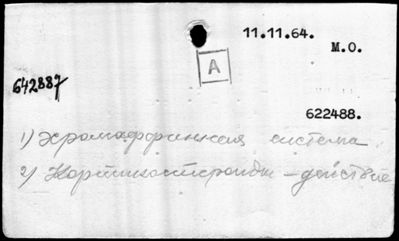 11.11.64.
М.О.
А
642887
622488.
1) Хромаффинная система
2) Кортикостероиды – действие